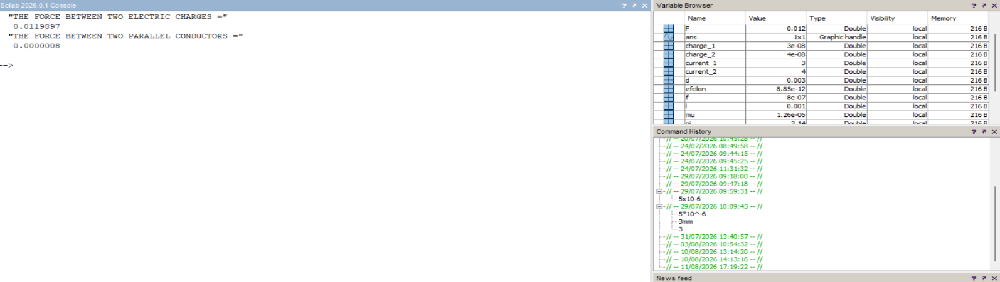 Scilab 2026.0.1 Console
"THE FORCE BETWEEN TWO ELECTRIC CHARGES ="
0.0119897
"THE FORCE BETWEEN TWO PARALLEL CONDUCTORS ="
0.0000008
-->
Variable Browser
Name Value Type Visibility Memory
F 0.012 Double local 216 B
ans 1x1 Graphic handle local 216 B
charge_1 3e-08 Double local 216 B
charge_2 4e-08 Double local 216 B
current_1 3 Double local 216 B
current_2 4 Double local 216 B
d 0.003 Double local 216 B
efcilon 8.85e-12 Double local 216 B
f 8e-07 Double local 216 B
l 0.001 Double local 216 B
mu 1.26e-06 Double local 216 B
pi 3.14 Double local 216 B
Command History
// -- 20/07/2026 10:45:28 -- //
// -- 24/07/2026 08:49:58 -- //
// -- 24/07/2026 09:44:15 -- //
// -- 24/07/2026 09:45:25 -- //
// -- 24/07/2026 11:31:32 -- //
// -- 29/07/2026 09:18:00 -- //
// -- 29/07/2026 09:47:18 -- //
// -- 29/07/2026 09:59:31 -- //
5x10-6
// -- 29/07/2026 10:09:43 -- //
5*10^-6
3mm
3
// -- 31/07/2026 13:40:57 -- //
// -- 03/08/2026 10:54:32 -- //
// -- 10/08/2026 13:14:20 -- //
// -- 10/08/2026 14:13:16 -- //
// -- 11/08/2026 17:19:22 -- //
News feed